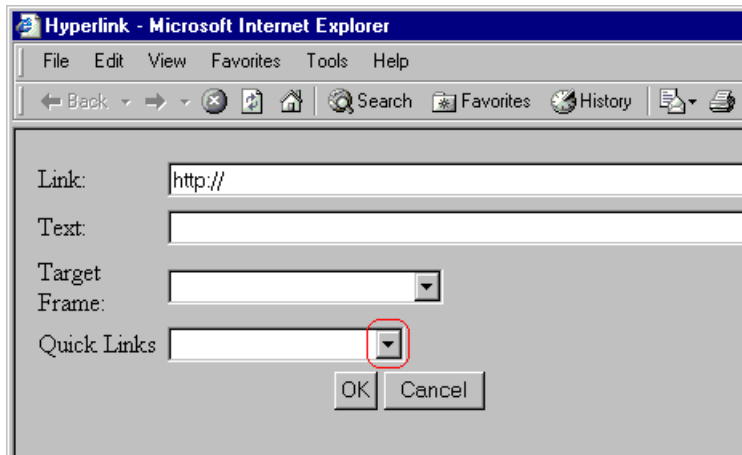 Hyperlink - Microsoft Internet Explorer
File Edit View Favorites Tools Help
Back Search Favorites History
Link: http://
Text:
Target
Frame:
Quick Links
OK Cancel